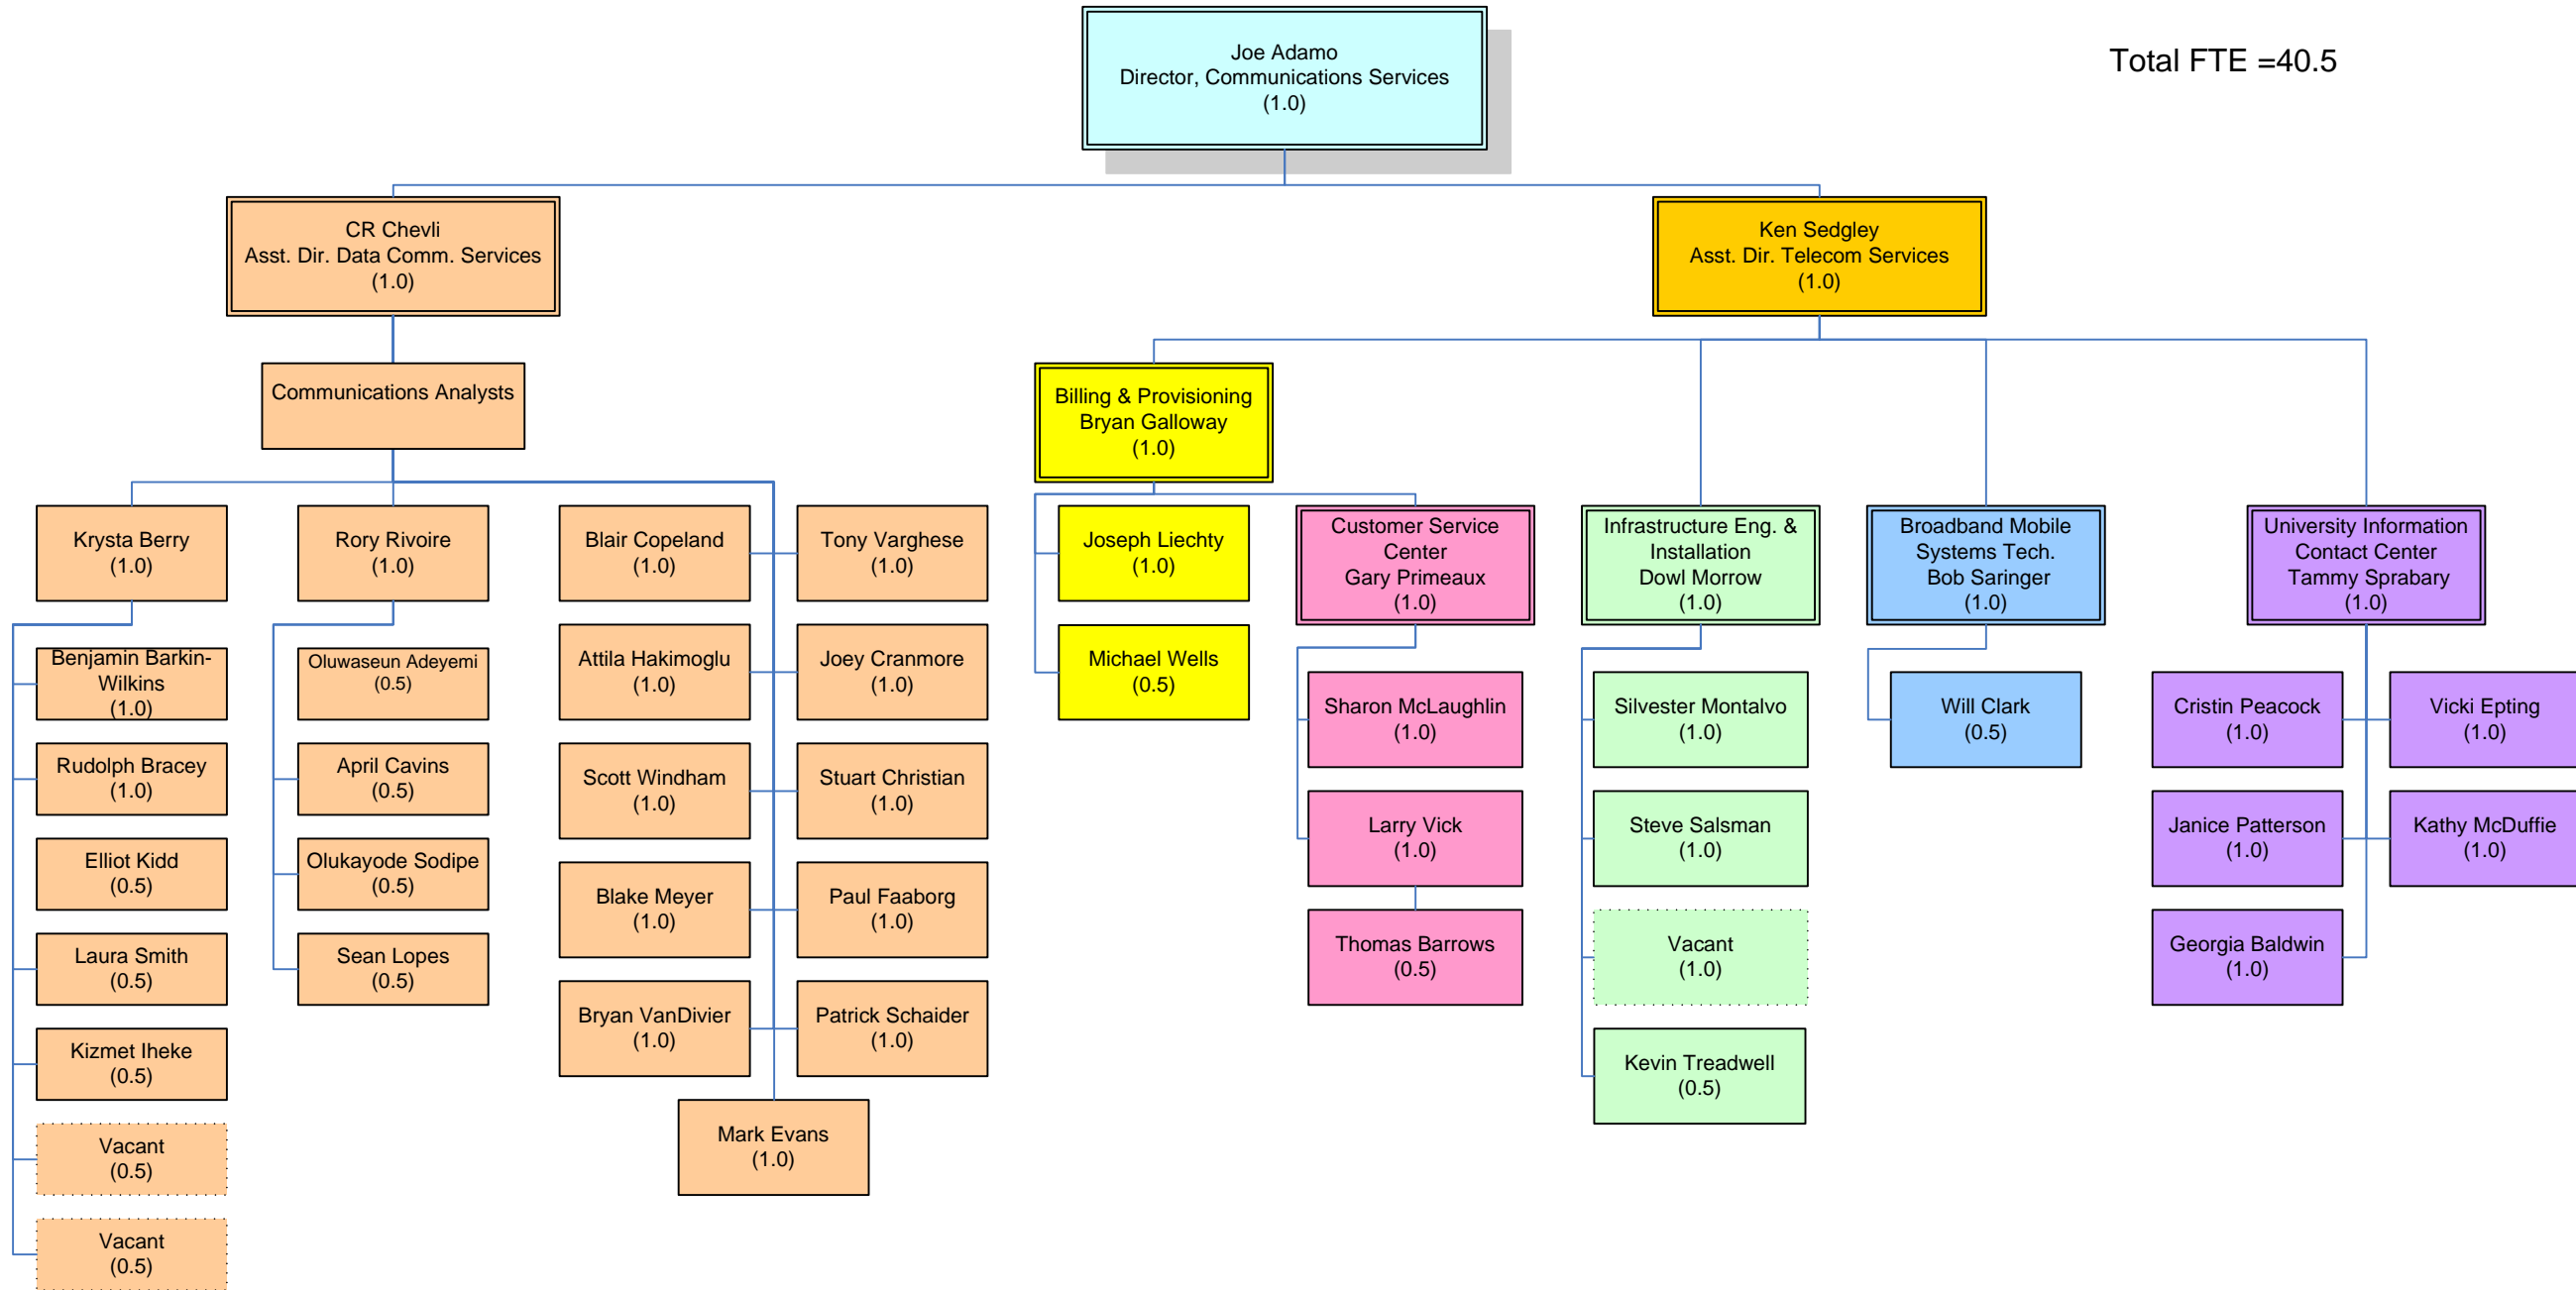 Joe Adamo
Director, Communications Services
(1.0)
Total FTE =40.5
CR Chevli
Asst. Dir. Data Comm. Services
(1.0)
Ken Sedgley
Asst. Dir. Telecom Services
(1.0)
Communications Analysts
Billing & Provisioning
Bryan Galloway
(1.0)
Krysta Berry
(1.0)
Benjamin Barkin-
Wilkins
(1.0)
Rudolph Bracey
(1.0)
Elliot Kidd
(0.5)
Laura Smith
(0.5)
Kizmet Iheke
(0.5)
Vacant
(0.5)
Vacant
(0.5)
Rory Rivoire
(1.0)
Oluwaseun Adeyemi
(0.5)
April Cavins
(0.5)
Olukayode Sodipe
(0.5)
Sean Lopes
(0.5)
Blair Copeland
(1.0)
Attila Hakimoglu
(1.0)
Scott Windham
(1.0)
Blake Meyer
(1.0)
Bryan VanDivier
(1.0)
Tony Varghese
(1.0)
Joey Cranmore
(1.0)
Stuart Christian
(1.0)
Paul Faaborg
(1.0)
Patrick Schaider
(1.0)
Mark Evans
(1.0)
Joseph Liechty
(1.0)
Michael Wells
(0.5)
Customer Service
Center
Gary Primeaux
(1.0)
Sharon McLaughlin
(1.0)
Larry Vick
(1.0)
Thomas Barrows
(0.5)
Infrastructure Eng. &
Installation
Dowl Morrow
(1.0)
Silvester Montalvo
(1.0)
Steve Salsman
(1.0)
Vacant
(1.0)
Kevin Treadwell
(0.5)
Broadband Mobile
Systems Tech.
Bob Saringer
(1.0)
Will Clark
(0.5)
University Information
Contact Center
Tammy Sprabary
(1.0)
Cristin Peacock
(1.0)
Janice Patterson
(1.0)
Georgia Baldwin
(1.0)
Vicki Epting
(1.0)
Kathy McDuffie
(1.0)